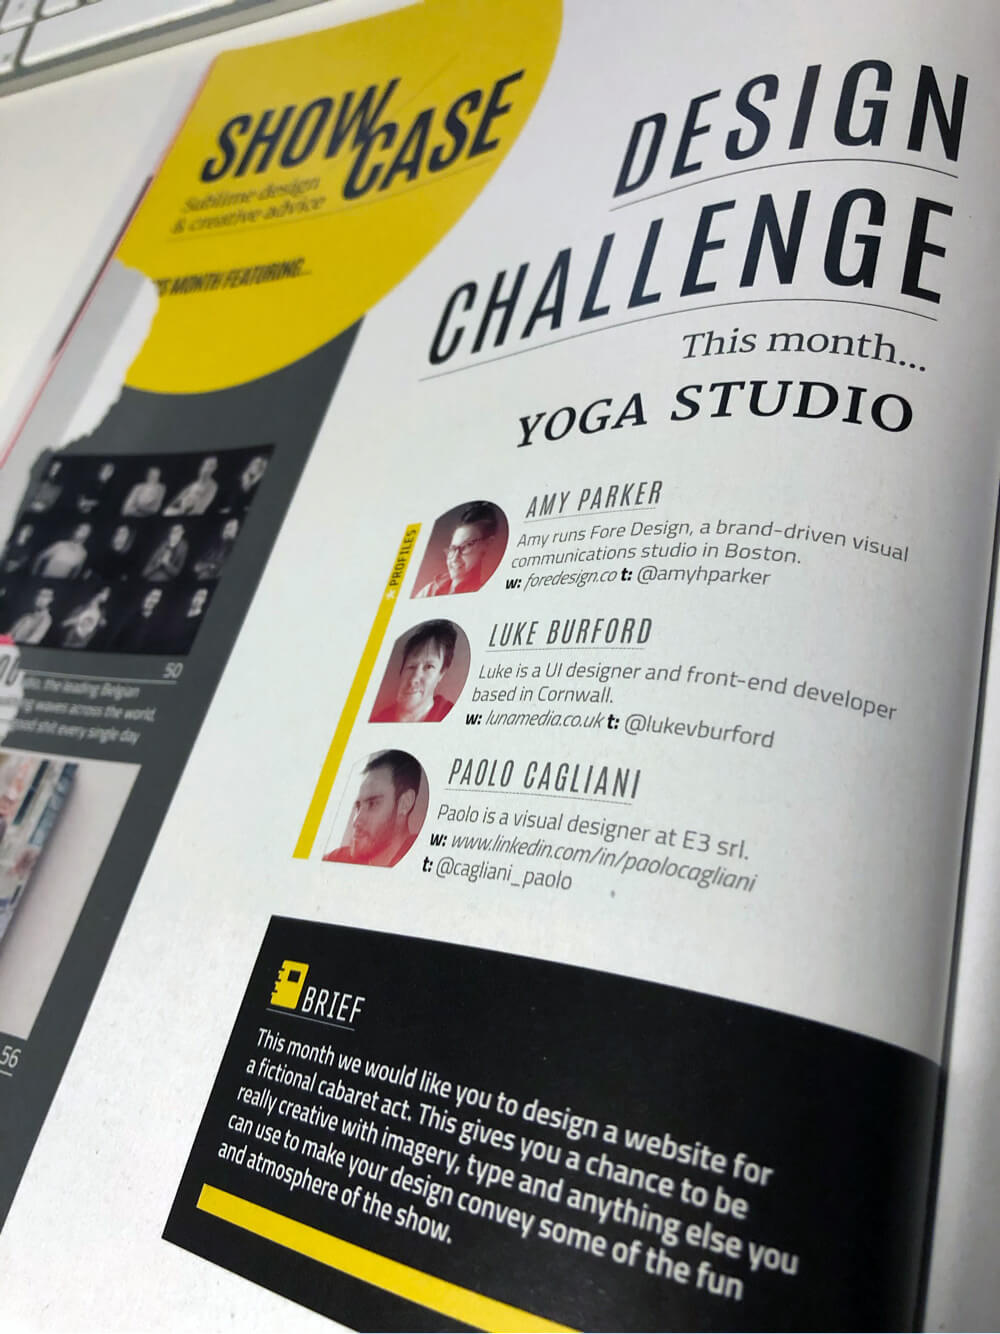 SHOWCASE
Sublime design
& creative advice
MONTH FEATURING...
50
the leading Belgian
waves across the world,
shit every single day
56
DESIGN
CHALLENGE
This month...
YOGA STUDIO
* PROFILES
AMY PARKER
Amy runs Fore Design, a brand-driven visual
communications studio in Boston.
w: foredesign.co t: @amyhparker
LUKE BURFORD
Luke is a UI designer and front-end developer
based in Cornwall.
w: lunamedia.co.uk t: @lukevburford
PAOLO CAGLIANI
Paolo is a visual designer at E3 srl.
w: www.linkedin.com/in/paolocagliani
t: @cagliani_paolo
BRIEF
This month we would like you to design a website for
a fictional cabaret act. This gives you a chance to be
really creative with imagery, type and anything else you
can use to make your design convey some of the fun
and atmosphere of the show.